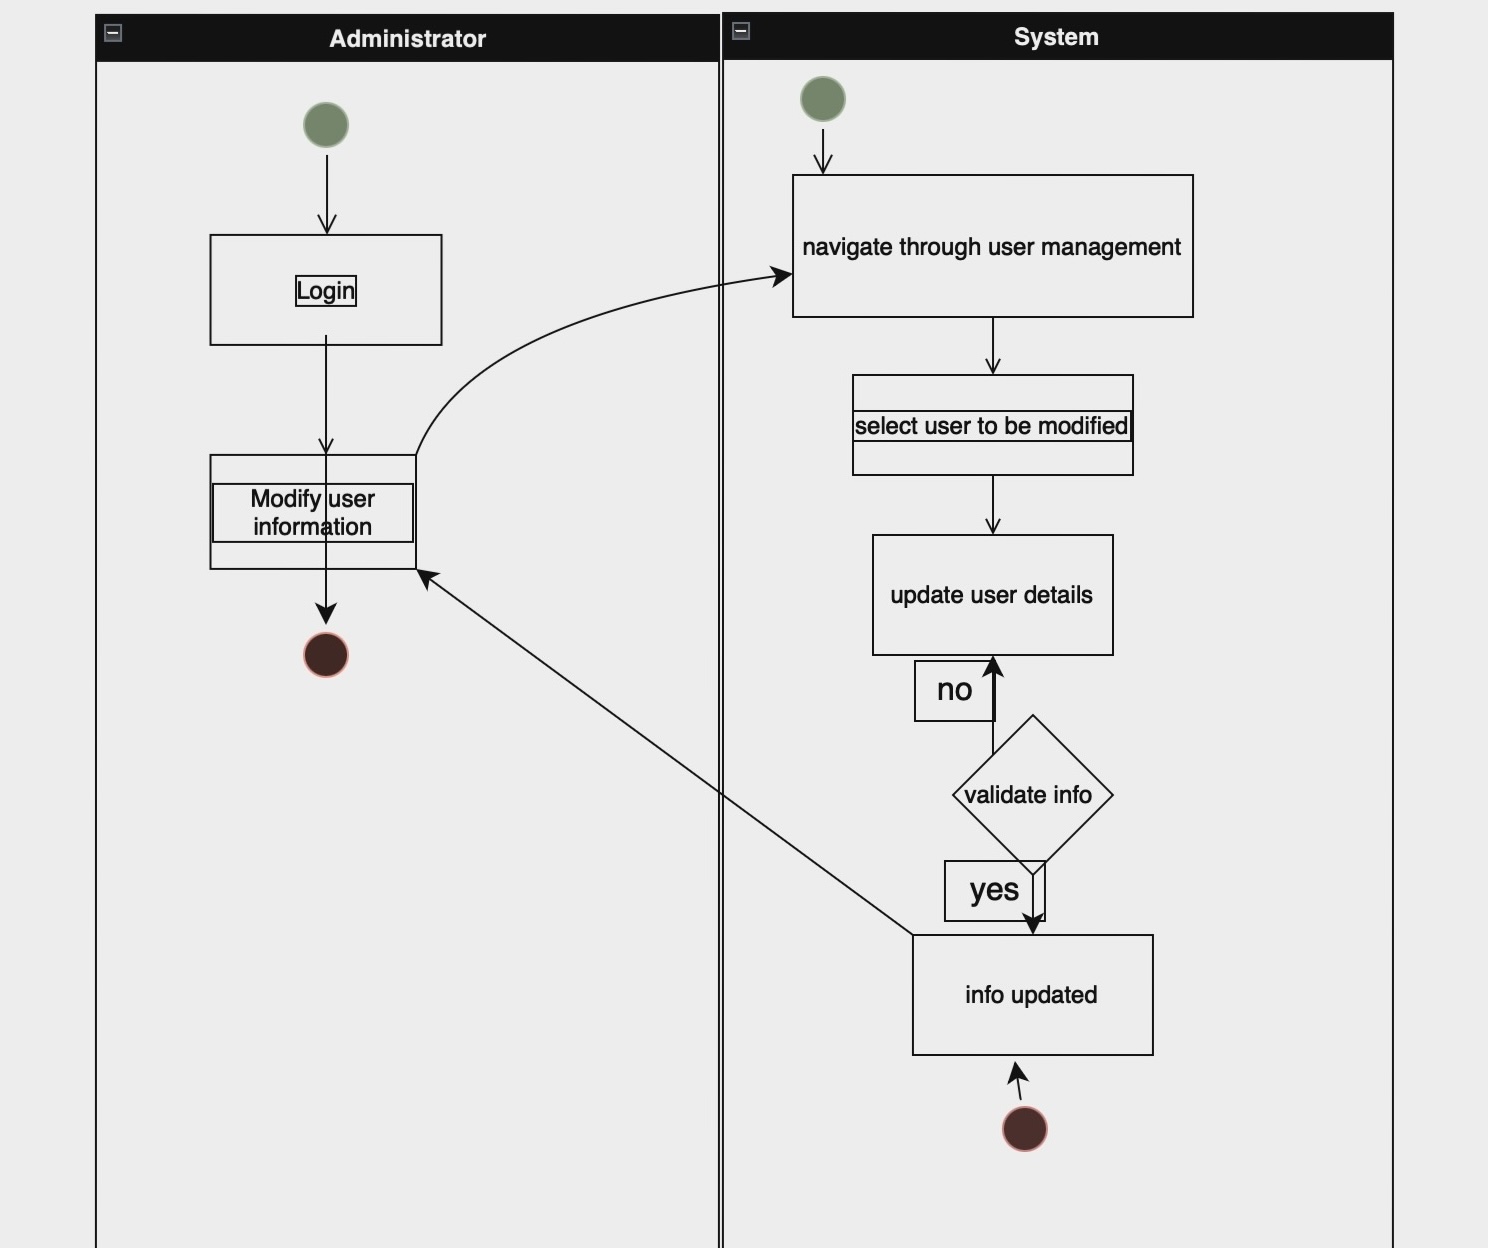 Administrator
System
Login
Modify user
information
navigate through user management
select user to be modified
update user details
no
validate info
yes
info updated